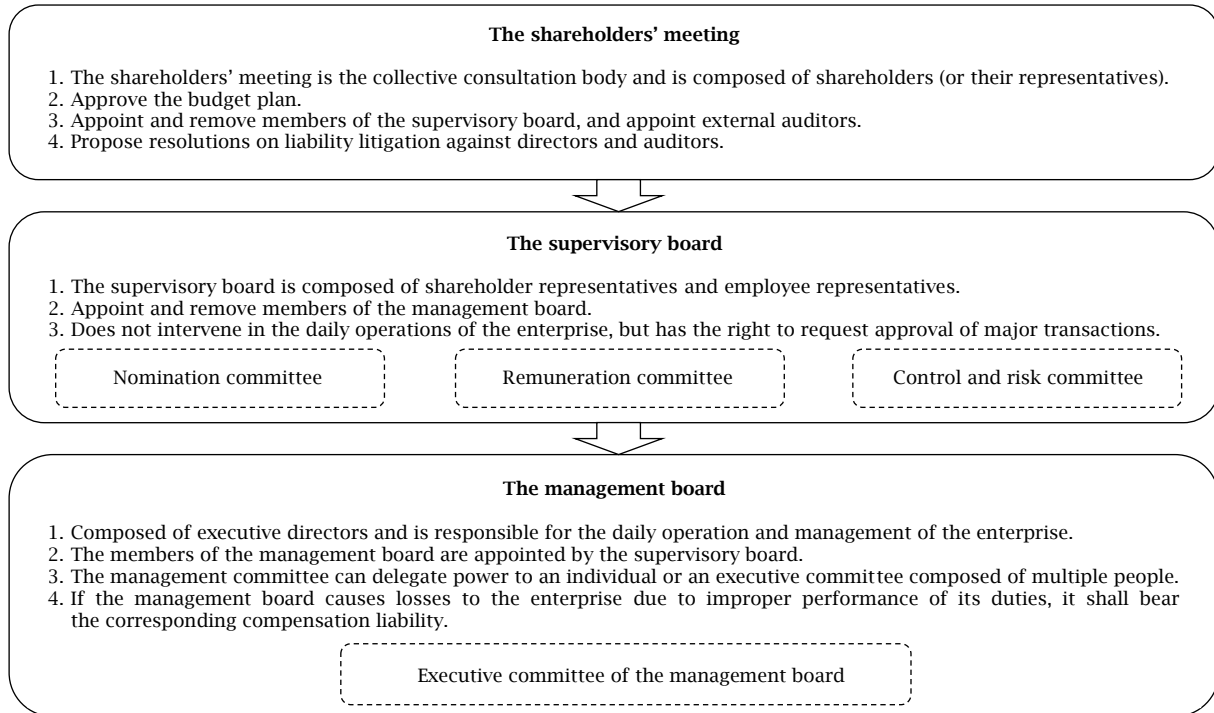 The shareholders’ meeting
1. The shareholders’ meeting is the collective consultation body and is composed of shareholders (or their representatives).
2. Approve the budget plan.
3. Appoint and remove members of the supervisory board, and appoint external auditors.
4. Propose resolutions on liability litigation against directors and auditors.
The supervisory board
1. The supervisory board is composed of shareholder representatives and employee representatives.
2. Appoint and remove members of the management board.
3. Does not intervene in the daily operations of the enterprise, but has the right to request approval of major transactions.
Nomination committee
Remuneration committee
Control and risk committee
The management board
1. Composed of executive directors and is responsible for the daily operation and management of the enterprise.
2. The members of the management board are appointed by the supervisory board.
3. The management committee can delegate power to an individual or an executive committee composed of multiple people.
4. If the management board causes losses to the enterprise due to improper performance of its duties, it shall bear
the corresponding compensation liability.
Executive committee of the management board